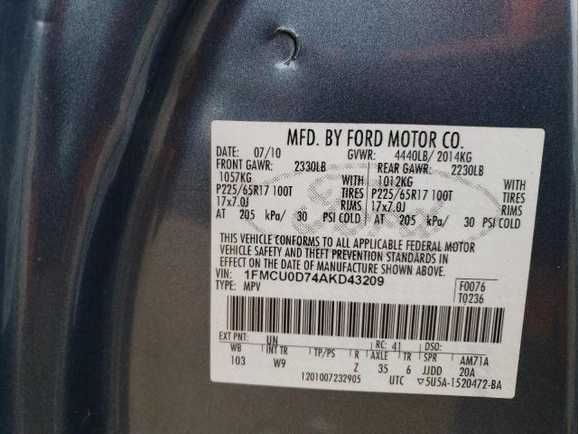 MFD. BY FORD MOTOR CO.
DATE: 07/10 GVWR: 4440LB/ 2014KG
FRONT GAWR: 2330LB REAR GAWR: 2230LB
1057KG WITH 1012KG WITH
P225/65R17 100T TIRES P225/65R17 100T TIRES
17x7.0J RIMS 17x7.0J RIMS
AT 205 kPa/ 30 PSI COLD AT 205 kPa/ 30 PSI COLD
THIS VEHICLE CONFORMS TO ALL APPLICABLE FEDERAL MOTOR
VEHICLE SAFETY AND THEFT PREVENTION STANDARDS IN
EFFECT ON THE DATE OF MANUFACTURE SHOWN ABOVE.
VIN: 1FMCU0D74AKD43209 F0076
TYPE: MPV T0236
EXT PNT: UN RC: 41 DSO:
WB INT TR TP/PS R AXLE TR SPR AM71A
103 W9 Z 35 6 JJDD 20A
1201007232905 UTC ▽5U5A-1520472-BA
Ford